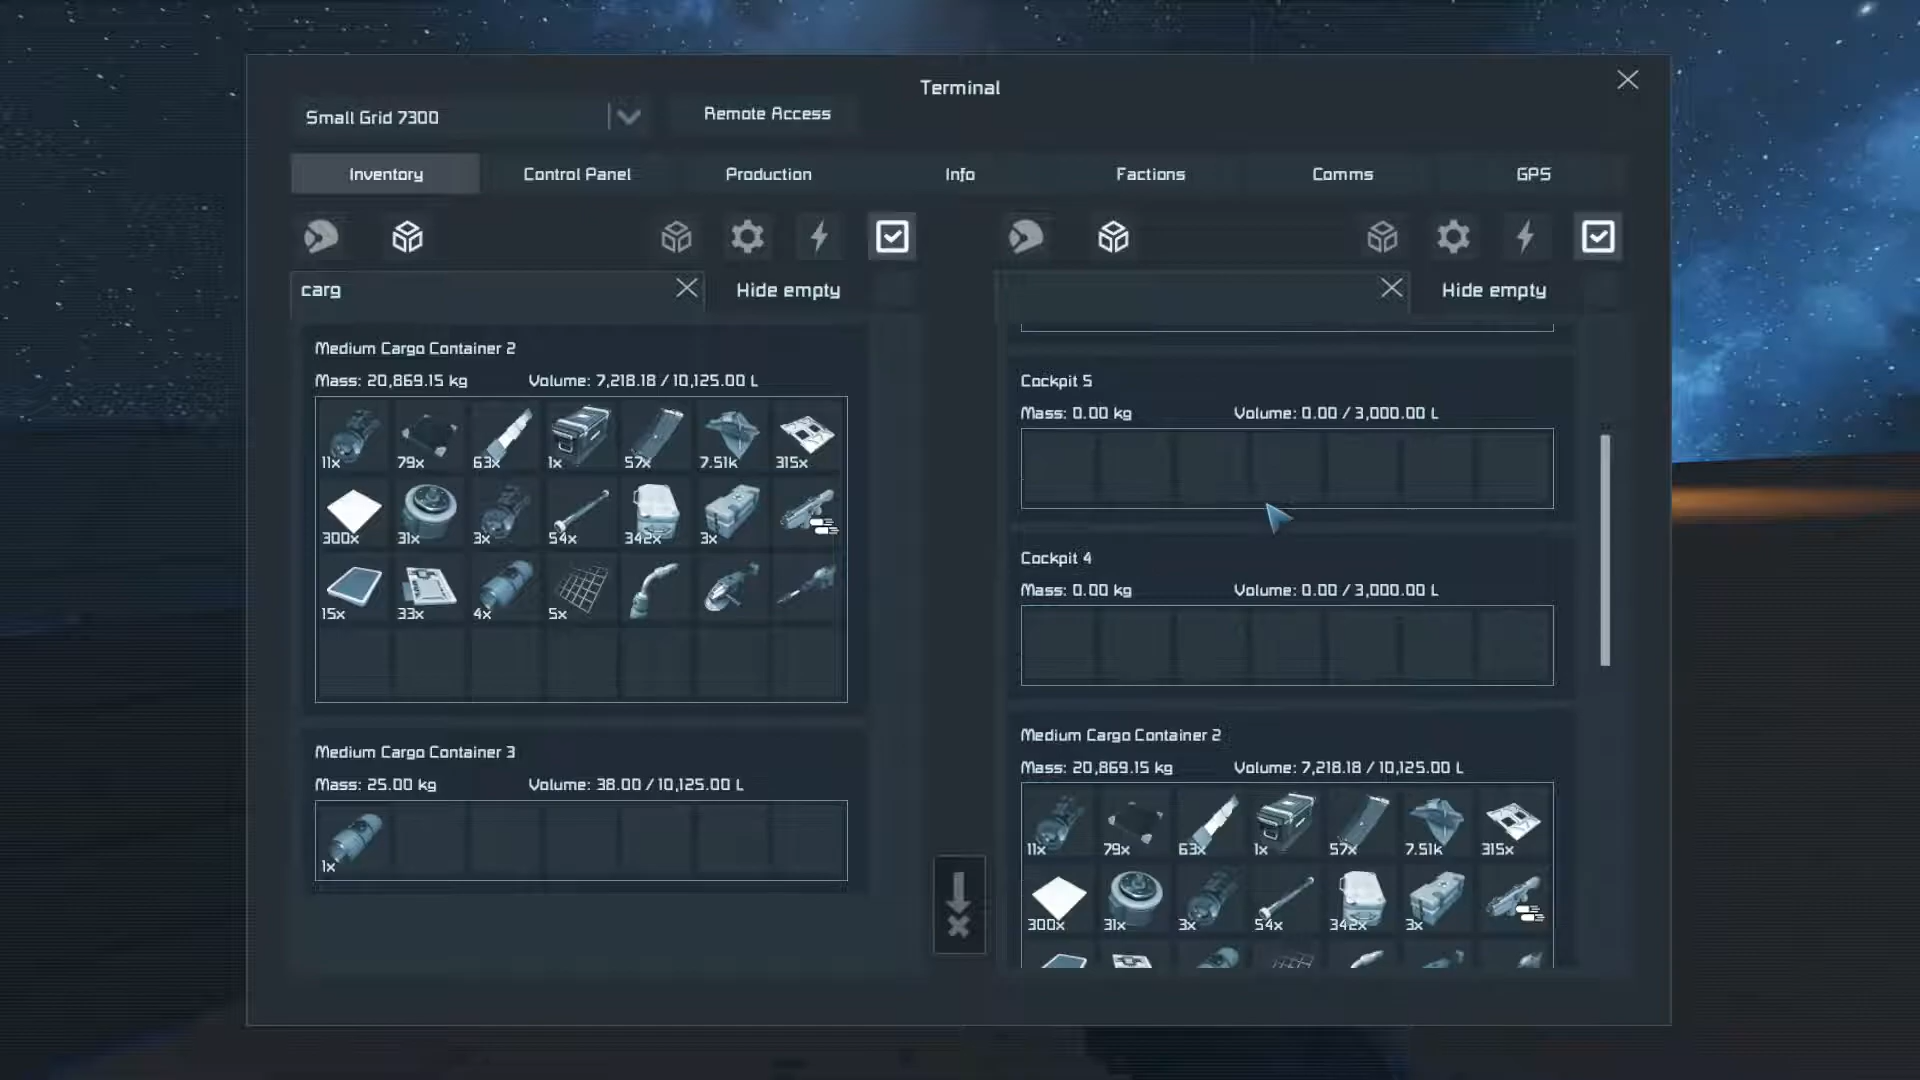 Terminal
Small Grid 7300
Remote Access
Inventory
Control Panel
Production
Info
Factions
Comms
GPS
carg
Hide empty
Medium Cargo Container 2
Mass: 20,869.15 kg
Volume: 7,218.18 / 10,125.00 L
11x
79x
63x
1x
57x
7.51k
315x
300x
31x
3x
54x
342x
3x
15x
33x
4x
5x
Medium Cargo Container 3
Mass: 25.00 kg
Volume: 38.00 / 10,125.00 L
1x
Hide empty
Cockpit 5
Mass: 0.00 kg
Volume: 0.00 / 3,000.00 L
Cockpit 4
Mass: 0.00 kg
Volume: 0.00 / 3,000.00 L
Medium Cargo Container 2
Mass: 20,869.15 kg
Volume: 7,218.18 / 10,125.00 L
11x
79x
63x
1x
57x
7.51k
315x
300x
31x
3x
54x
342x
3x